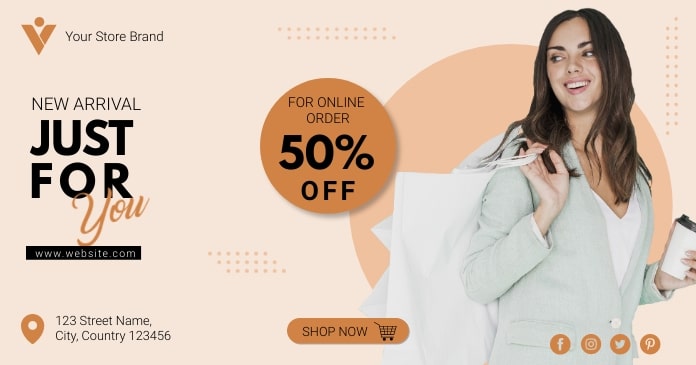 Your Store Brand
NEW ARRIVAL
JUST
FOR
You
www.website.com
FOR ONLINE
ORDER
50%
OFF
123 Street Name,
City, Country 123456
SHOP NOW